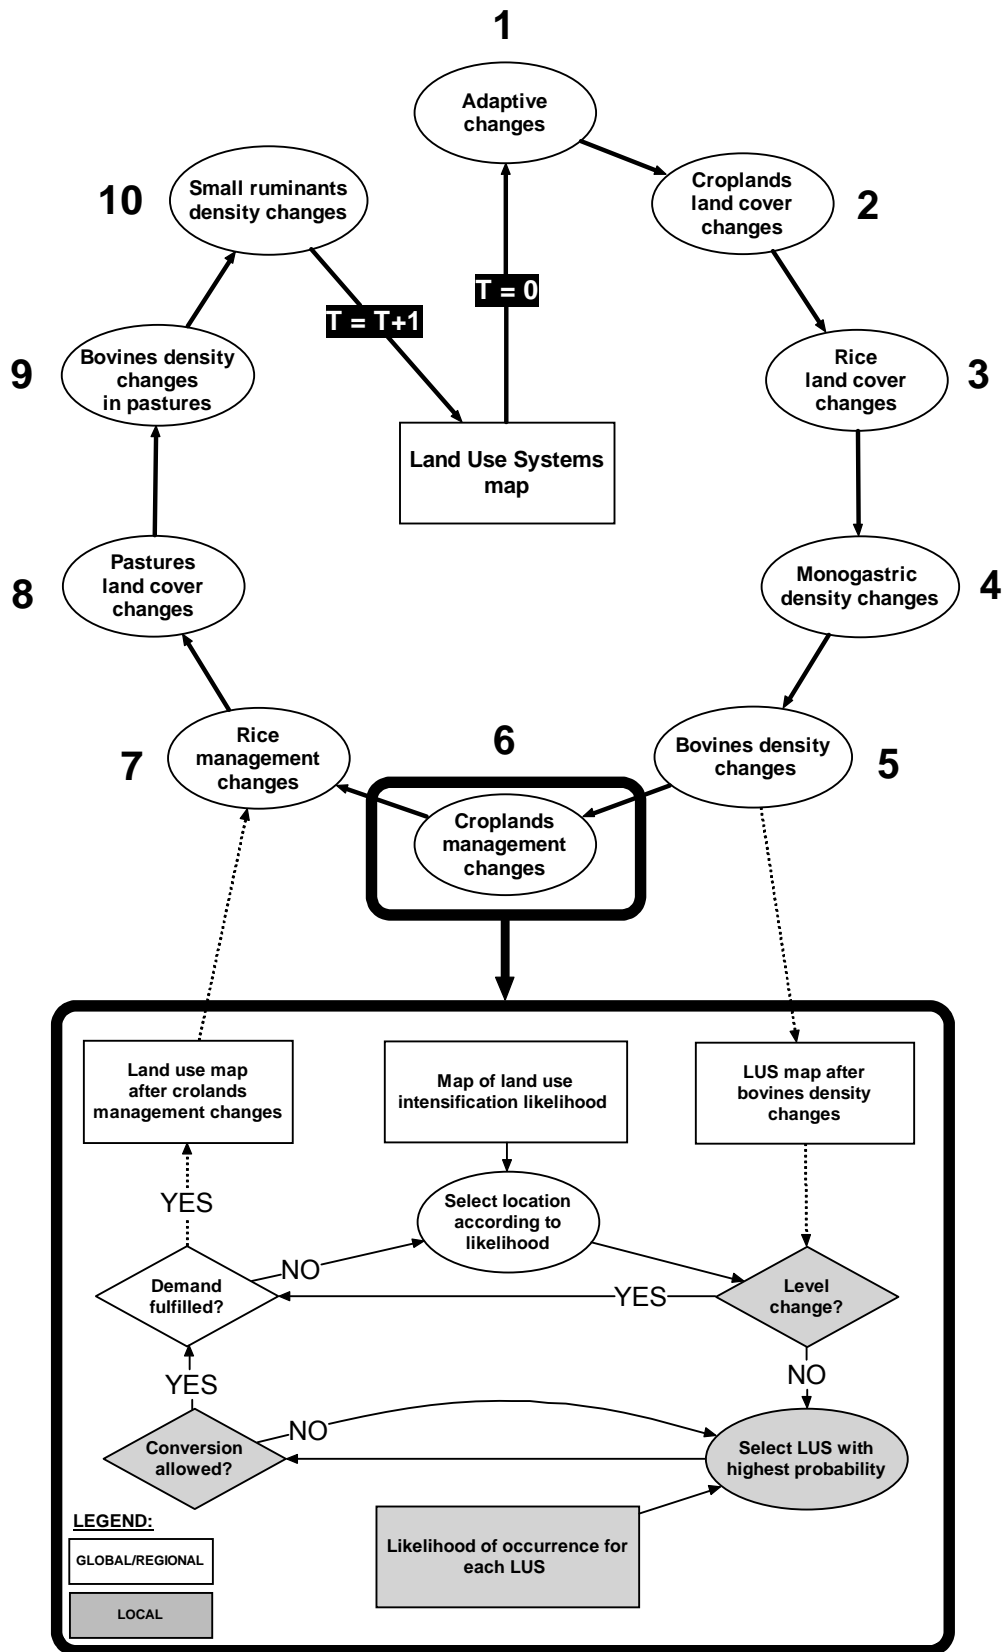 1
Adaptive
changes
Small ruminants
density changes
10
Croplands
land cover
changes
2
T = 0
T = T+1
9
Bovines density
changes
in pastures
Rice
land cover
changes
3
Land Use Systems
map
8
Pastures
land cover
changes
Monogastric
density changes
4
7
Rice
management
changes
6
Bovines density
changes
5
Croplands
management
changes
Land use map
after crolands
management changes
Map of land use
intensification likelihood
LUS map after
bovines density
changes
YES
Select location
according to
likelihood
NO
Demand
fulfilled?
YES
Level
change?
YES
NO
NO
Conversion
allowed?
Select LUS with
highest probability
LEGEND:
GLOBAL/REGIONAL
LOCAL
Likelihood of occurrence for
each LUS